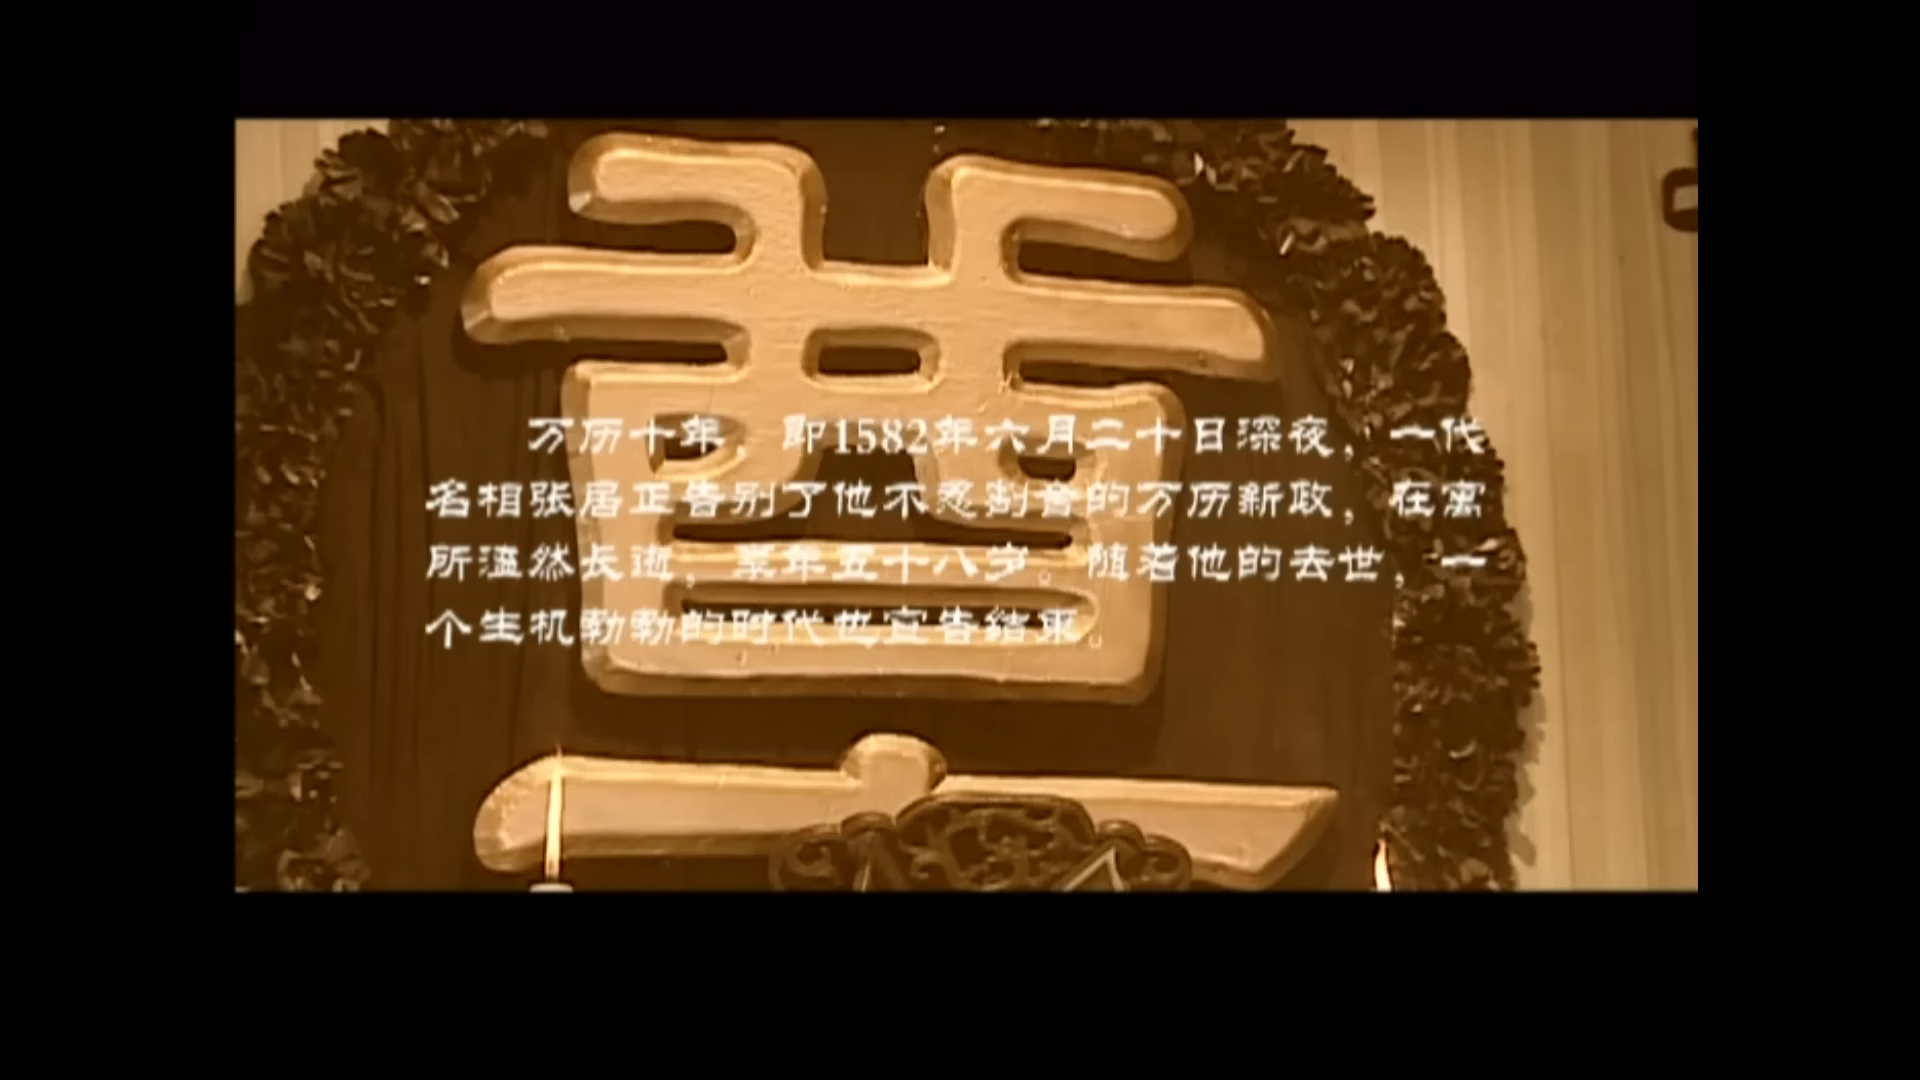 奠
万历十年，即1582年六月二十日深夜，一代
名相张居正告别了他不忍割舍的万历新政，在寓
所溘然长逝，享年五十八岁。随着他的去世，一
个生机勃勃的时代也宣告结束。